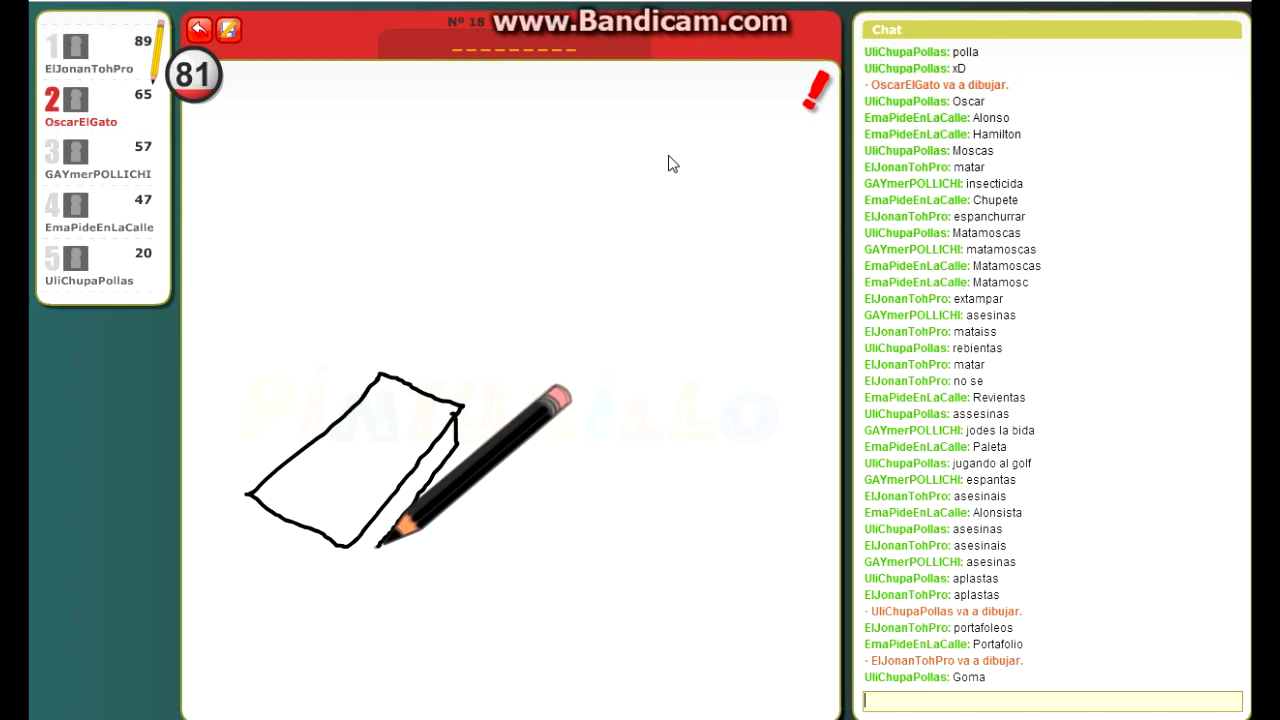 www.Bandicam.com
Nº 18
_ _ _ _ _ _ _ _ _
81
1
89
ElJonanTohPro
2
65
OscarElGato
3
57
GAYmerPOLLICHI
4
47
EmaPideEnLaCalle
5
20
UliChupaPollas
Chat
UliChupaPollas: polla
UliChupaPollas: xD
· OscarElGato va a dibujar.
UliChupaPollas: Oscar
EmaPideEnLaCalle: Alonso
EmaPideEnLaCalle: Hamilton
UliChupaPollas: Moscas
ElJonanTohPro: matar
GAYmerPOLLICHI: insecticida
EmaPideEnLaCalle: Chupete
ElJonanTohPro: espanchurrar
UliChupaPollas: Matamoscas
GAYmerPOLLICHI: matamoscas
EmaPideEnLaCalle: Matamoscas
EmaPideEnLaCalle: Matamosc
ElJonanTohPro: extampar
GAYmerPOLLICHI: asesinas
ElJonanTohPro: mataiss
UliChupaPollas: rebientas
ElJonanTohPro: matar
ElJonanTohPro: no se
EmaPideEnLaCalle: Revientas
UliChupaPollas: assesinas
GAYmerPOLLICHI: jodes la bida
EmaPideEnLaCalle: Paleta
UliChupaPollas: jugando al golf
GAYmerPOLLICHI: espantas
ElJonanTohPro: asesinais
EmaPideEnLaCalle: Alonsista
UliChupaPollas: asesinas
ElJonanTohPro: asesinais
GAYmerPOLLICHI: asesinas
UliChupaPollas: aplastas
ElJonanTohPro: aplastas
· UliChupaPollas va a dibujar.
ElJonanTohPro: portafoleos
EmaPideEnLaCalle: Portafolio
· ElJonanTohPro va a dibujar.
UliChupaPollas: Goma